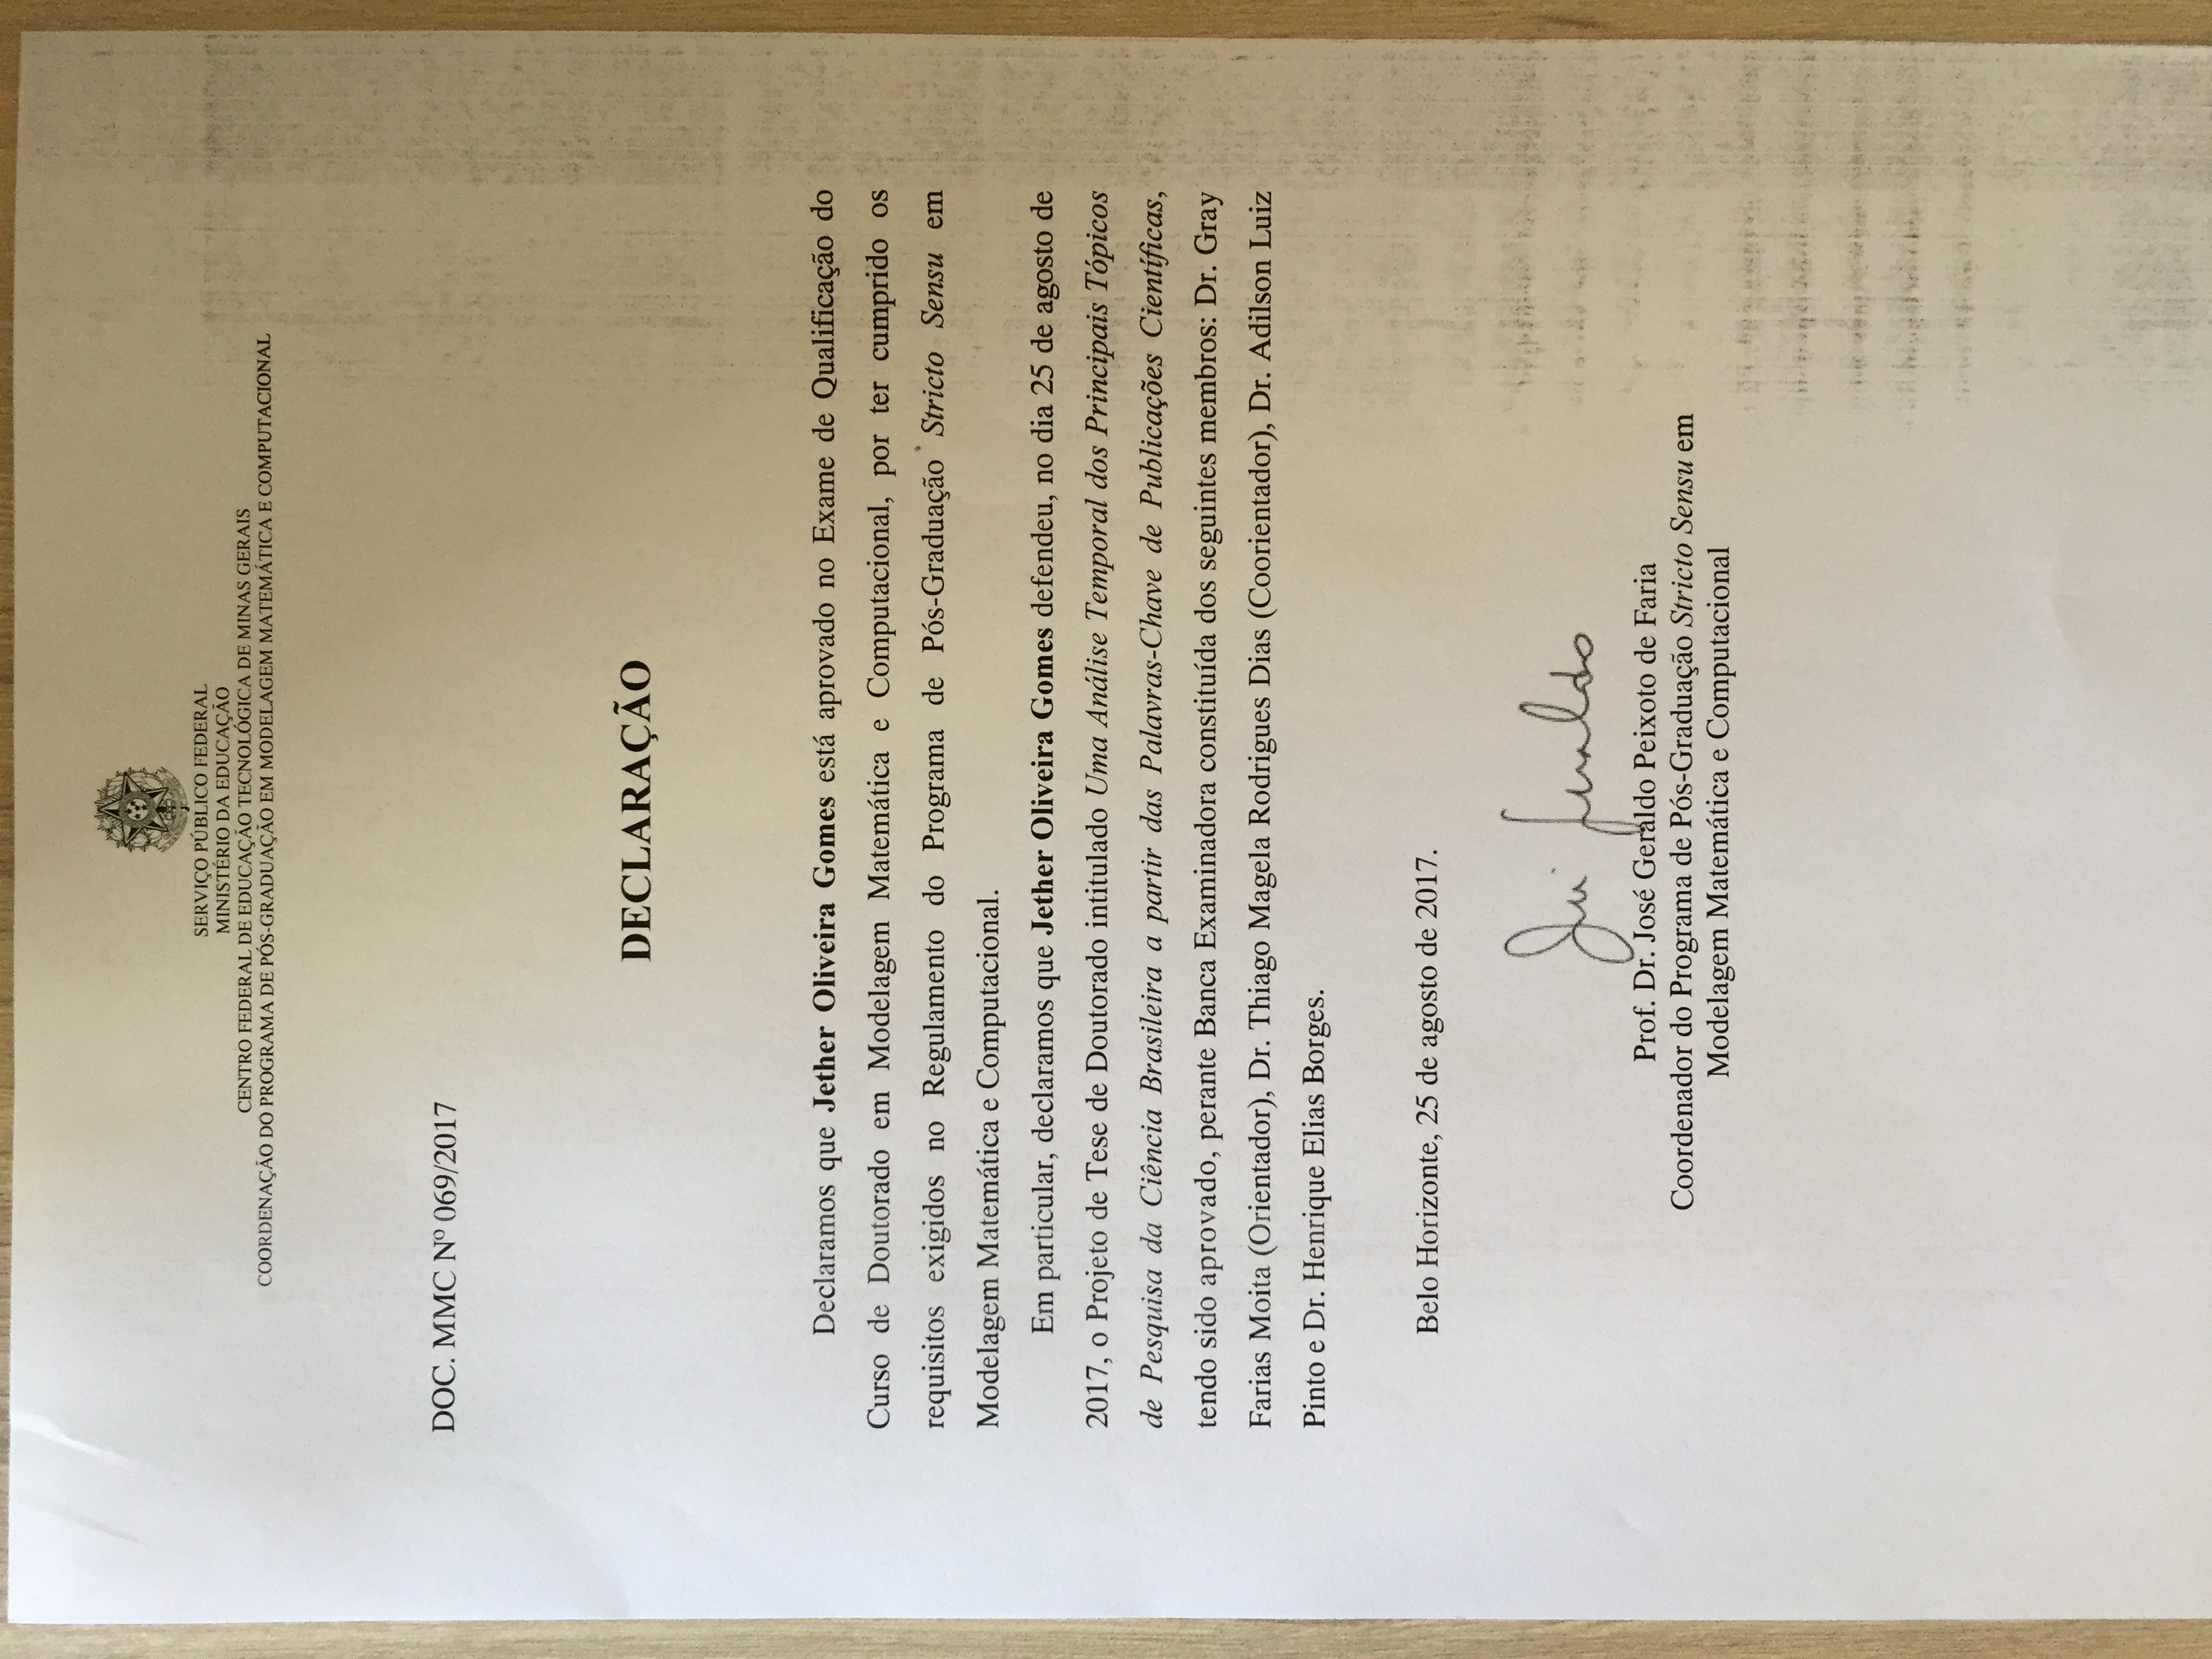 SERVIÇO PÚBLICO FEDERAL
MINISTÉRIO DA EDUCAÇÃO
CENTRO FEDERAL DE EDUCAÇÃO TECNOLÓGICA DE MINAS GERAIS
COORDENAÇÃO DO PROGRAMA DE PÓS-GRADUAÇÃO EM MODELAGEM MATEMÁTICA E COMPUTACIONAL
DOC. MMC Nº 069/2017
DECLARAÇÃO
Declaramos que Jether Oliveira Gomes está aprovado no Exame de Qualificação do
Curso de Doutorado em Modelagem Matemática e Computacional, por ter cumprido os
requisitos exigidos no Regulamento do Programa de Pós-Graduação Stricto Sensu em
Modelagem Matemática e Computacional.
Em particular, declaramos que Jether Oliveira Gomes defendeu, no dia 25 de agosto de
2017, o Projeto de Tese de Doutorado intitulado Uma Análise Temporal dos Principais Tópicos
de Pesquisa da Ciência Brasileira a partir das Palavras-Chave de Publicações Científicas,
tendo sido aprovado, perante Banca Examinadora constituída dos seguintes membros: Dr. Gray
Farias Moita (Orientador), Dr. Thiago Magela Rodrigues Dias (Coorientador), Dr. Adilson Luiz
Pinto e Dr. Henrique Elias Borges.
Belo Horizonte, 25 de agosto de 2017.
Prof. Dr. José Geraldo Peixoto de Faria
Coordenador do Programa de Pós-Graduação Stricto Sensu em
Modelagem Matemática e Computacional